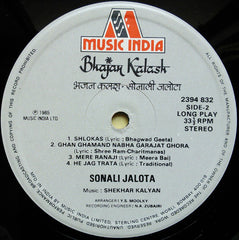 MUSIC INDIA
Bhajan Kalash
भजन कलश - सोनाली जलोटा
2394 832
SIDE-2
LONG PLAY
33⅓ RPM
STEREO
℗ 1985
MUSIC INDIA LTD
1 SHLOKAS (Lyric : Bhagwad Geeta)
2. GHAN GHAMAND NABHA GARAJAT GHORA
(Lyric : Shree Ram-Charitmanas)
3. MERE RANAJI (Lyric : Meera Bai)
4 HE JAG TRATA (Lyric : Traditional)
SONALI JALOTA
Music : SHEKHAR KALYAN
ARRANGER : Y.S. MOOLKY
RECORDING ENGINEER : N.R. ZUBAIRI